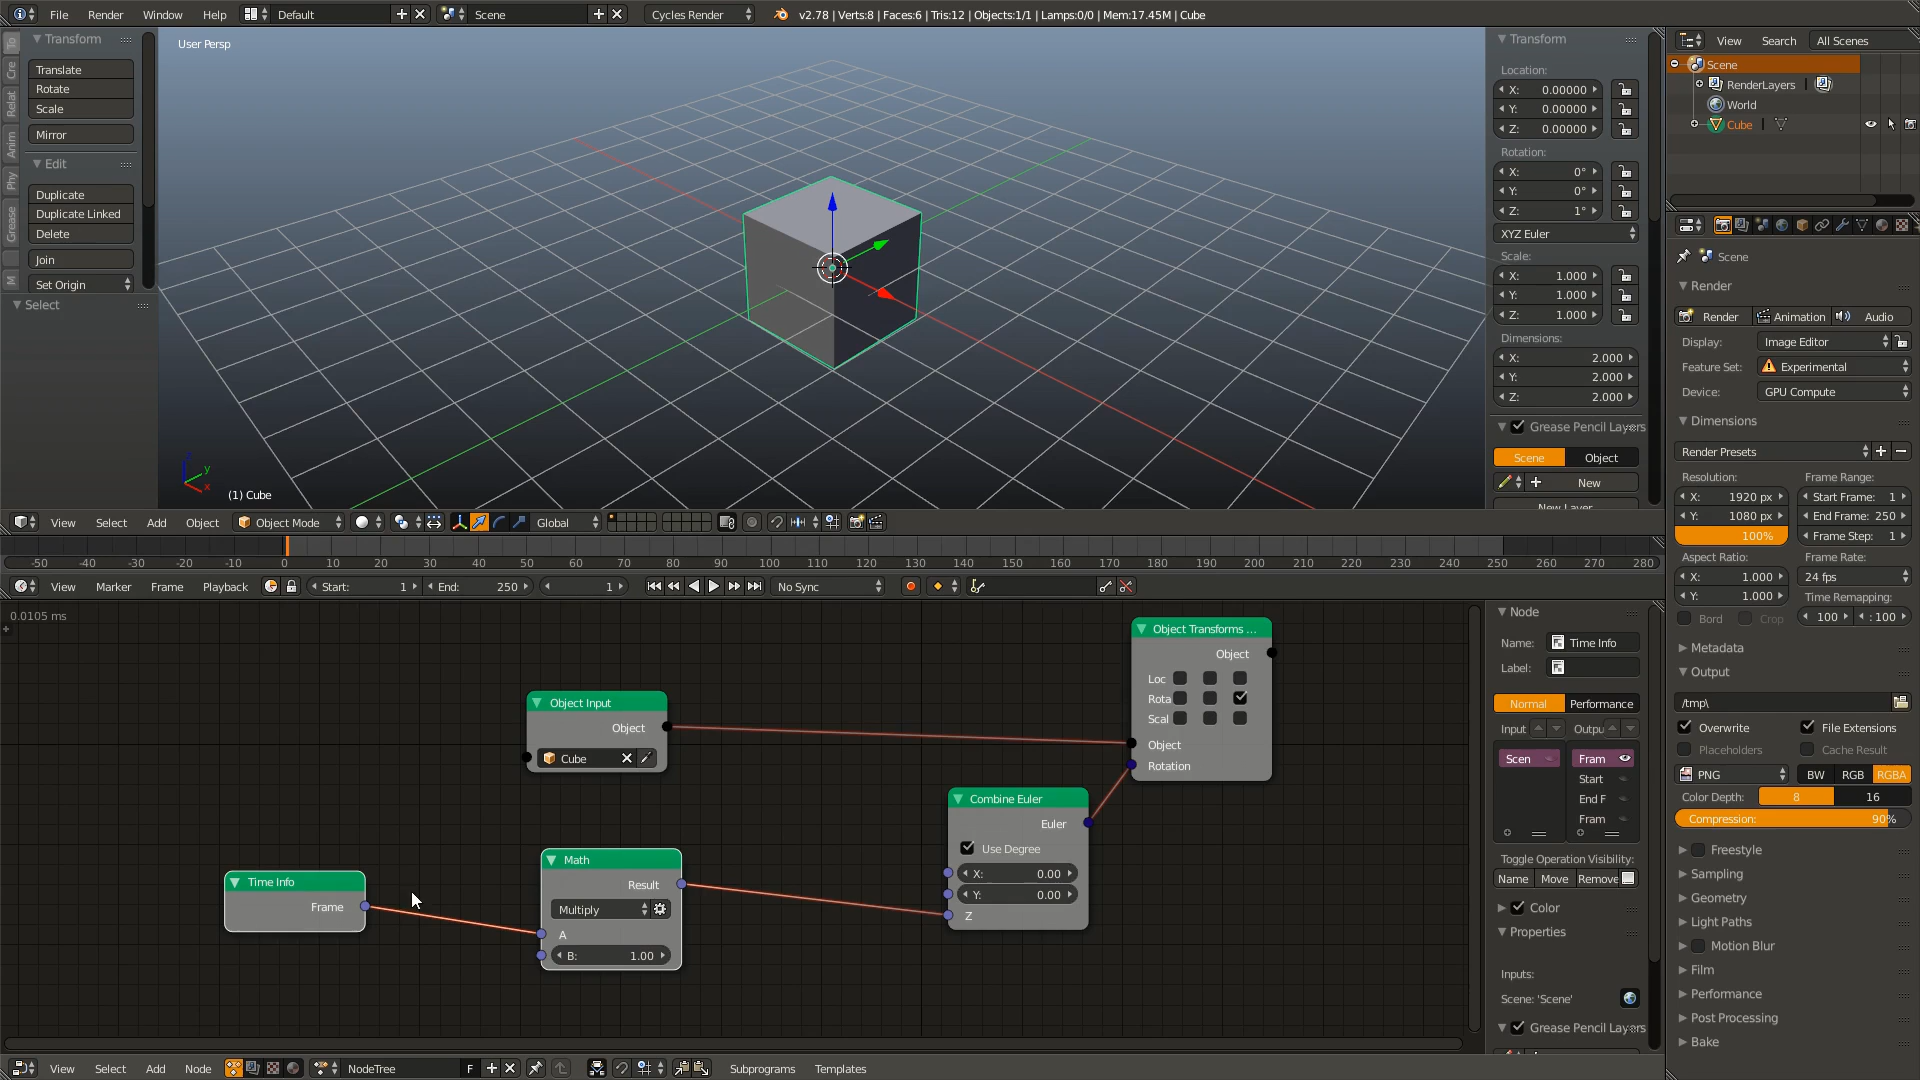 File Render Window Help Default Scene Cycles Render v2.78 | Verts:8 | Faces:6 | Tris:12 | Objects:1/1 | Lamps:0/0 | Mem:17.45M | Cube
Transform
Translate
Rotate
Scale
Mirror
Edit
Duplicate
Duplicate Linked
Delete
Join
Set Origin
Select
To
Cre
Relat
Anim
Phy
Grease
M
User Persp
z
y
x
(1) Cube
Transform
Location:
X: 0.00000
Y: 0.00000
Z: 0.00000
Rotation:
X: 0°
Y: 0°
Z: 1°
XYZ Euler
Scale:
X: 1.000
Y: 1.000
Z: 1.000
Dimensions:
X: 2.000
Y: 2.000
Z: 2.000
Grease Pencil Layers
Scene Object
New
New Layer
View Select Add Object Object Mode Global
-50 -40 -30 -20 -10 0 10 20 30 40 50 60 70 80 90 100 110 120 130 140 150 160 170 180 190 200 210 220 230 240 250 260 270 280
View Marker Frame Playback Start: 1 End: 250 1 No Sync
0.0105 ms
Object Input
Object
Cube
Time Info
Frame
Math
Result
Multiply
A
B: 1.00
Combine Euler
Euler
Use Degree
X: 0.00
Y: 0.00
Z
Object Transforms ...
Object
Loc
Rota
Scal
Object
Rotation
Node
Name: Time Info
Label:
Normal Performance
Input Outpu
Scen Fram
Start
End F
Fram
Toggle Operation Visibility:
Name Move Remove
Color
Properties
Inputs:
Scene: 'Scene'
Grease Pencil Layers
View Select Add Node NodeTree F Subprograms Templates
View Search All Scenes
Scene
RenderLayers |
World
Cube |
Scene
Render
Render Animation Audio
Display: Image Editor
Feature Set: Experimental
Device: GPU Compute
Dimensions
Render Presets
Resolution: Frame Range:
X: 1920 px Start Frame: 1
Y: 1080 px End Frame: 250
100% Frame Step: 1
Aspect Ratio: Frame Rate:
X: 1.000 24 fps
Y: 1.000 Time Remapping:
Bord Crop 100 : 100
Metadata
Output
/tmp\
Overwrite File Extensions
Placeholders Cache Result
PNG BW RGB RGBA
Color Depth: 8 16
Compression: 90%
Freestyle
Sampling
Geometry
Light Paths
Motion Blur
Film
Performance
Post Processing
Bake